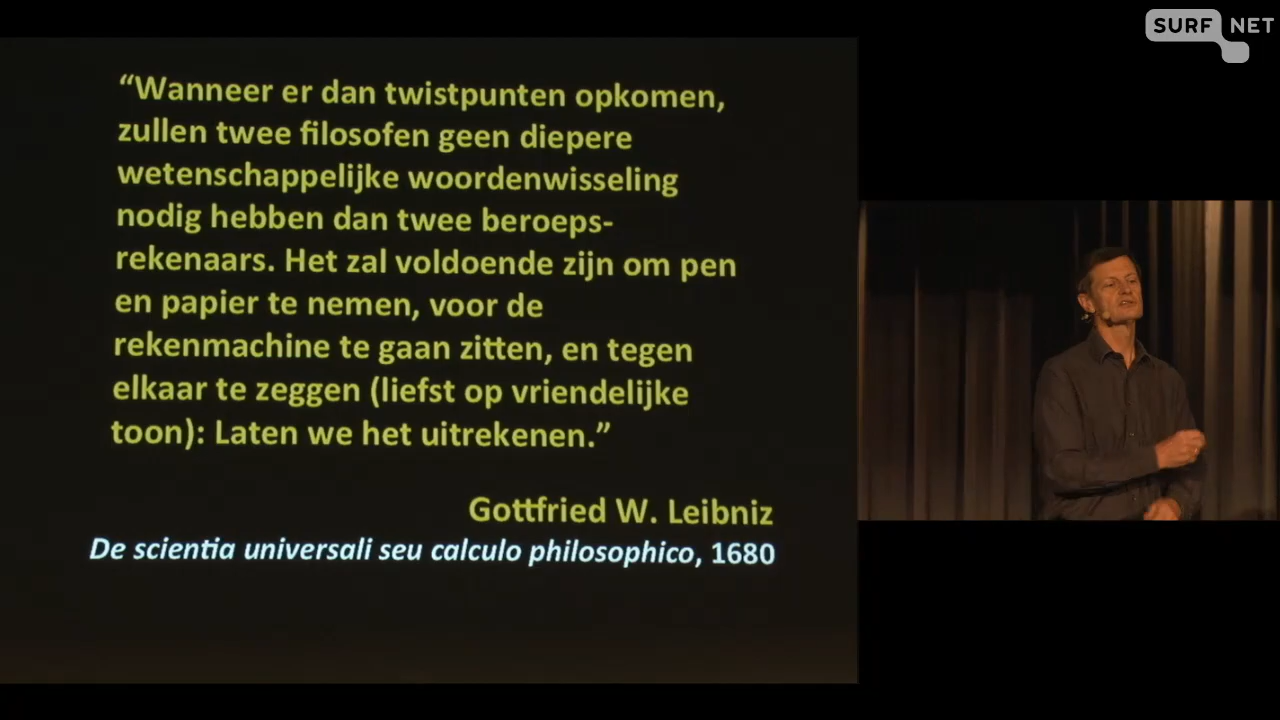 SURF NET
“Wanneer er dan twistpunten opkomen,
zullen twee filosofen geen diepere
wetenschappelijke woordenwisseling
nodig hebben dan twee beroeps-
rekenaars. Het zal voldoende zijn om pen
en papier te nemen, voor de
rekenmachine te gaan zitten, en tegen
elkaar te zeggen (liefst op vriendelijke
toon): Laten we het uitrekenen.”
Gottfried W. Leibniz
De scientia universali seu calculo philosophico, 1680